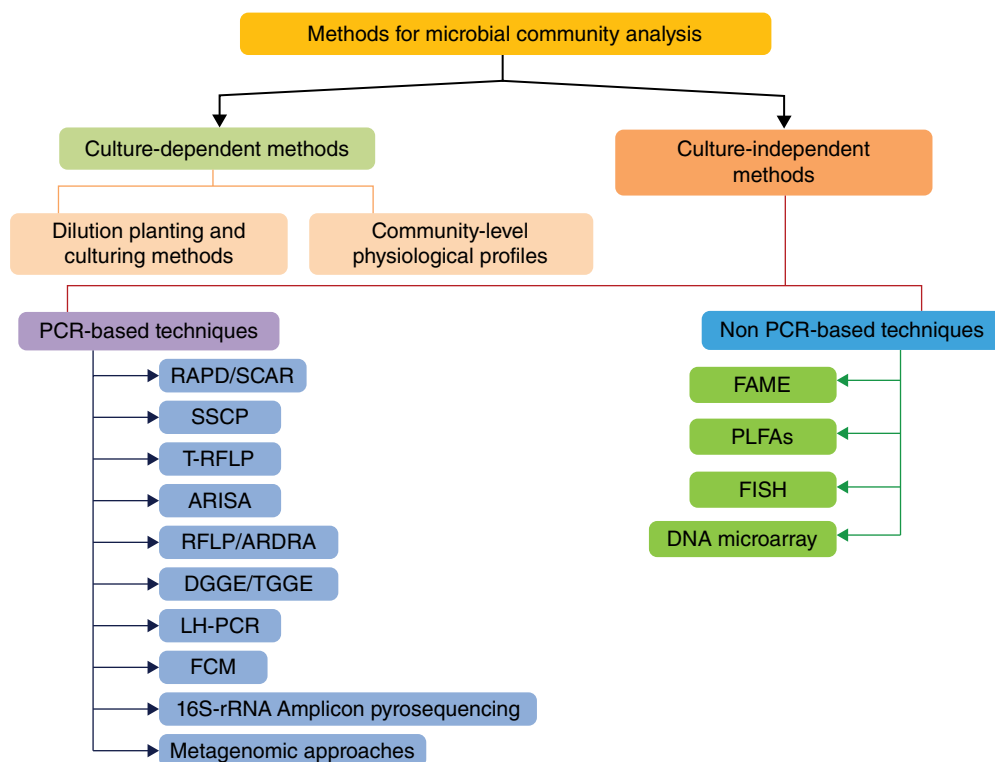 Methods for microbial community analysis
Culture-dependent methods
Culture-independent
methods
Dilution planting and
culturing methods
Community-level
physiological profiles
PCR-based techniques
Non PCR-based techniques
RAPD/SCAR
SSCP
T-RFLP
ARISA
RFLP/ARDRA
DGGE/TGGE
LH-PCR
FCM
16S-rRNA Amplicon pyrosequencing
Metagenomic approaches
FAME
PLFAs
FISH
DNA microarray